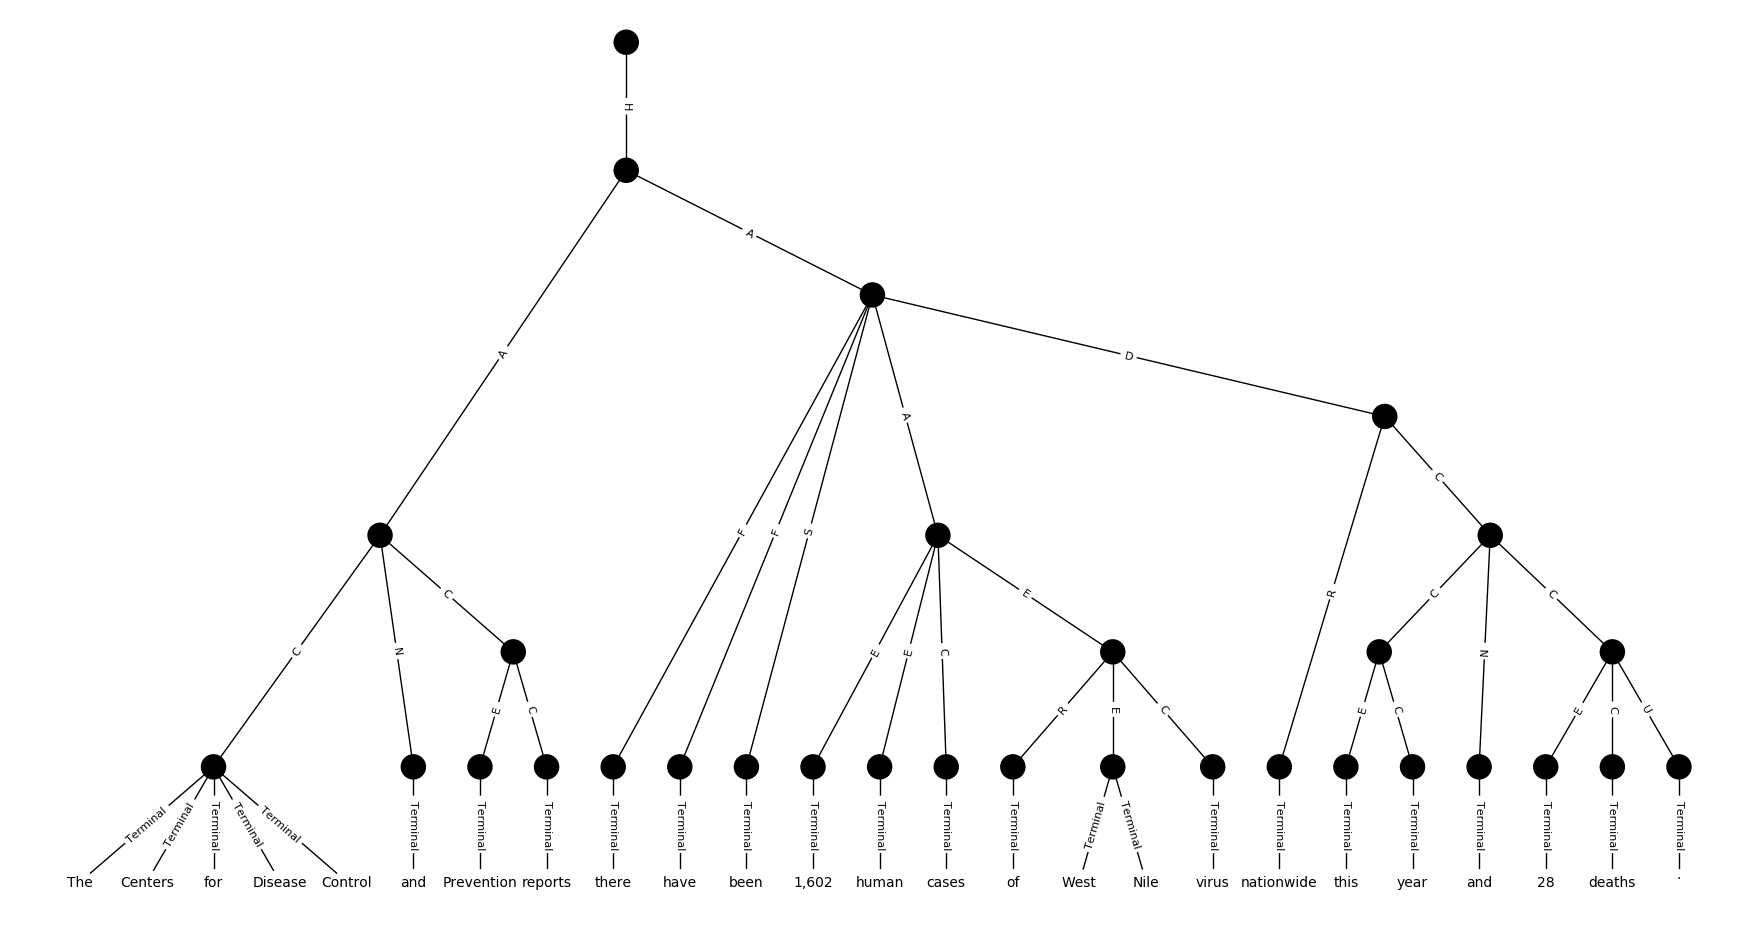 H
A
A
D
A
C
F
F
S
C
E
R
C
C
C
N
E
E
C
N
E
C
R
E
C
E
C
E
C
U
Terminal Terminal Terminal Terminal Terminal Terminal Terminal Terminal Terminal Terminal Terminal Terminal Terminal Terminal Terminal Terminal Terminal Terminal Terminal Terminal Terminal Terminal Terminal Terminal Terminal
The Centers for Disease Control and Prevention reports there have been 1,602 human cases of West Nile virus nationwide this year and 28 deaths .